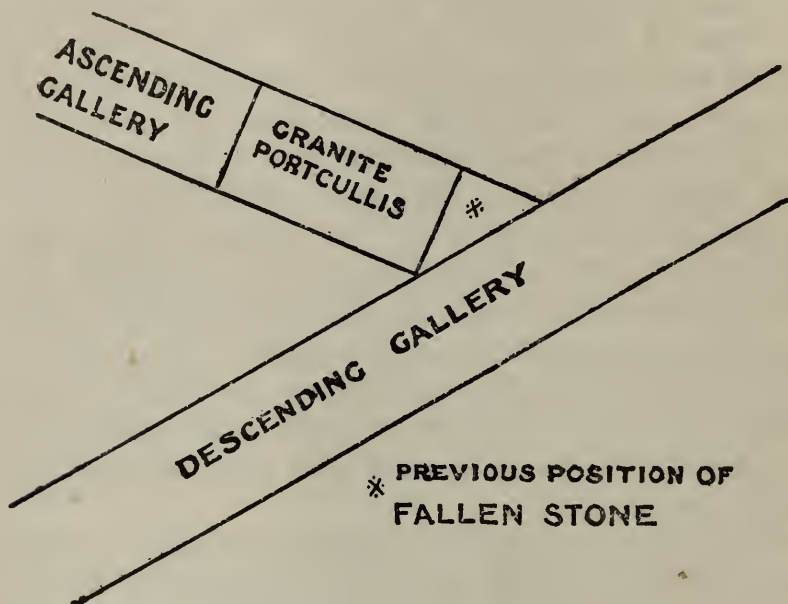 ASCENDING
GALLERY
GRANITE
PORTCULLIS
※
DESCENDING GALLERY
※ PREVIOUS POSITION OF
FALLEN STONE